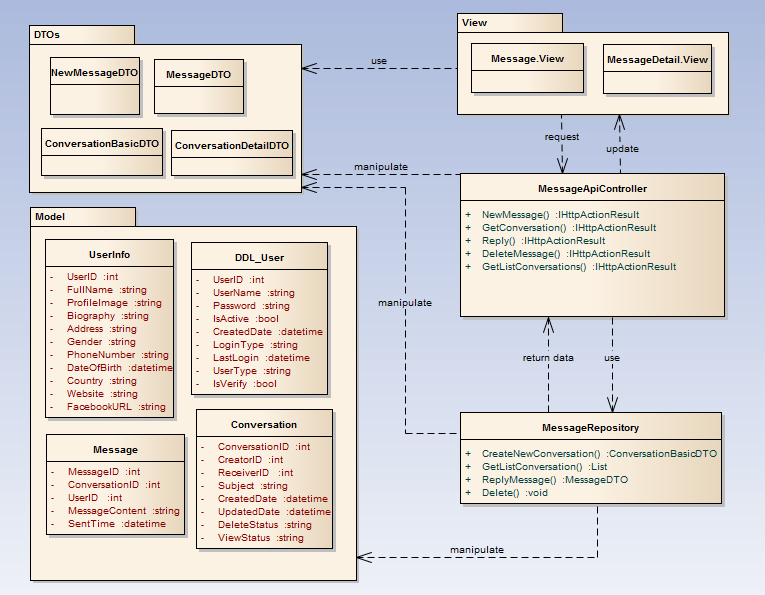 DTOs
NewMessageDTO
MessageDTO
ConversationBasicDTO
ConversationDetailDTO
use
View
Message.View
MessageDetail.View
request
update
manipulate
MessageApiController
+ NewMessage() :IHttpActionResult
+ GetConversation() :IHttpActionResult
+ Reply() :IHttpActionResult
+ DeleteMessage() :IHttpActionResult
+ GetListConversations() :IHttpActionResult
Model
UserInfo
- UserID :int
- FullName :string
- ProfileImage :string
- Biography :string
- Address :string
- Gender :string
- PhoneNumber :string
- DateOfBirth :datetime
- Country :string
- Website :string
- FacebookURL :string
DDL_User
- UserID :int
- UserName :string
- Password :string
- IsActive :bool
- CreatedDate :datetime
- LoginType :string
- LastLogin :datetime
- UserType :string
- IsVerify :bool
manipulate
return data
use
Message
- MessageID :int
- ConversationID :int
- UserID :int
- MessageContent :string
- SentTime :datetime
Conversation
- ConversationID :int
- CreatorID :int
- ReceiverID :int
- Subject :string
- CreatedDate :datetime
- UpdatedDate :datetime
- DeleteStatus :string
- ViewStatus :string
MessageRepository
+ CreateNewConversation() :ConversationBasicDTO
+ GetListConversation() :List
+ ReplyMessage() :MessageDTO
+ Delete() :void
manipulate